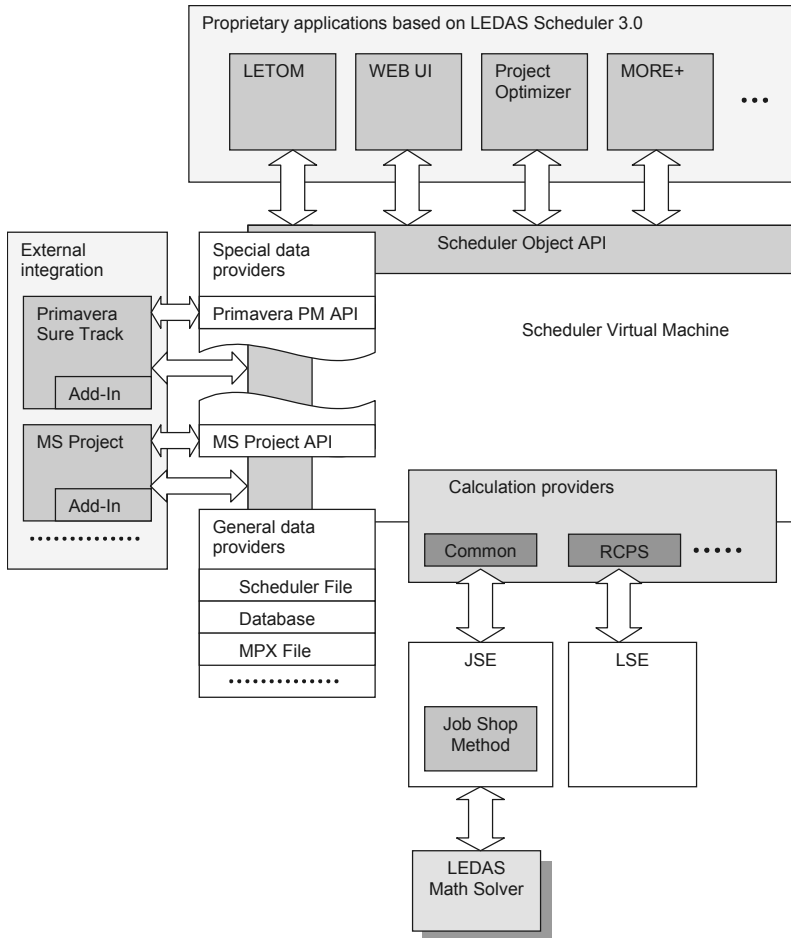 Proprietary applications based on LEDAS Scheduler 3.0
LETOM
WEB UI
Project
Optimizer
MORE+
Scheduler Object API
External
integration
Special data
providers
Primavera
Sure Track
Primavera PM API
Scheduler Virtual Machine
Add-In
MS Project
MS Project API
Add-In
Calculation providers
General data
providers
Common
RCPS
Scheduler File
Database
MPX File
JSE
LSE
Job Shop
Method
LEDAS
Math Solver